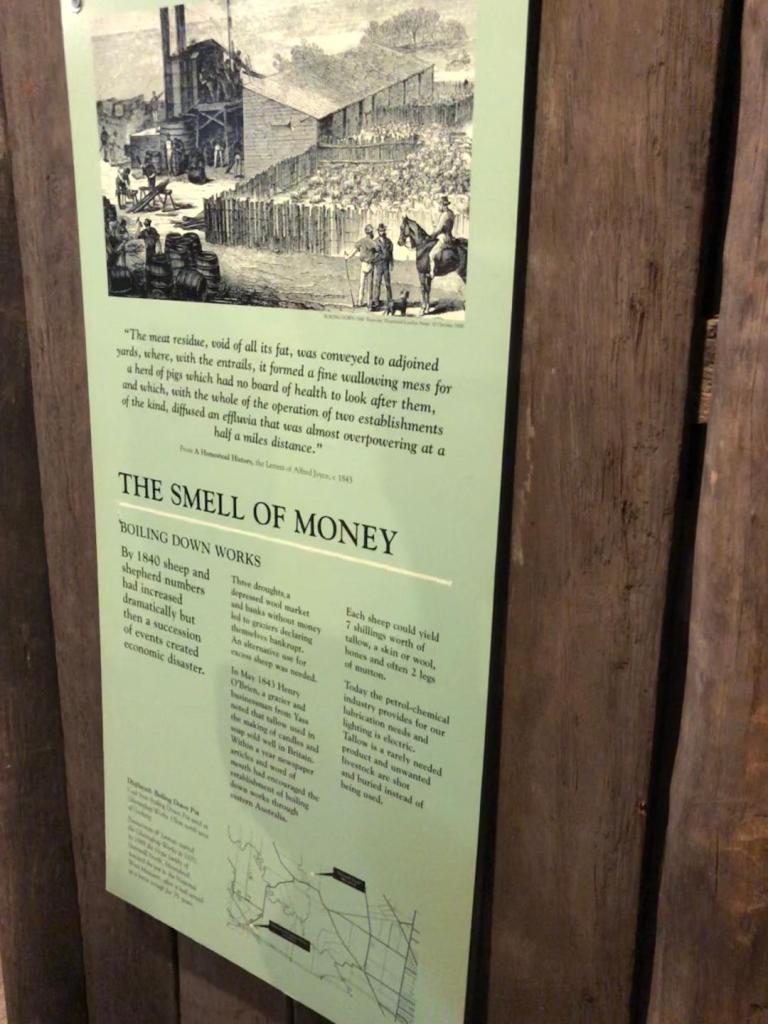 "The meat residue, void of all its fat, was conveyed to adjoined
yards, where, with the entrails, it formed a fine wallowing mess for
a herd of pigs which had no board of health to look after them,
and which, with the whole of the operation of two establishments
of the kind, diffused an effluvia that was almost overpowering at a
half a miles distance."
From A Homestead History, the Letters of Alfred Joyce, c 1843
THE SMELL OF MONEY
BOILING DOWN WORKS
By 1840 sheep and
shepherd numbers
had increased
dramatically but
then a succession
of events created
economic disaster.
Three droughts, a
depressed wool market
and banks without money
led to graziers declaring
themselves bankrupt.
An alternative use for
excess sheep was needed.
In May 1843 Henry
O'Brien, a grazier and
businessman from Yass
noted that tallow used in
the making of candles and
soap sold well in Britain.
Within a year newspaper
articles and word of
mouth had encouraged the
establishment of boiling
down works through
eastern Australia.
Each sheep could yield
7 shillings worth of
tallow, a skin or wool,
bones and often 2 legs
of mutton.
Today the petrol-chemical
industry provides for our
lubrication needs and
lighting is electric.
Tallow is a rarely needed
product and unwanted
livestock are shot
and buried instead of
being used.
Displayed: Boiling Down Pot